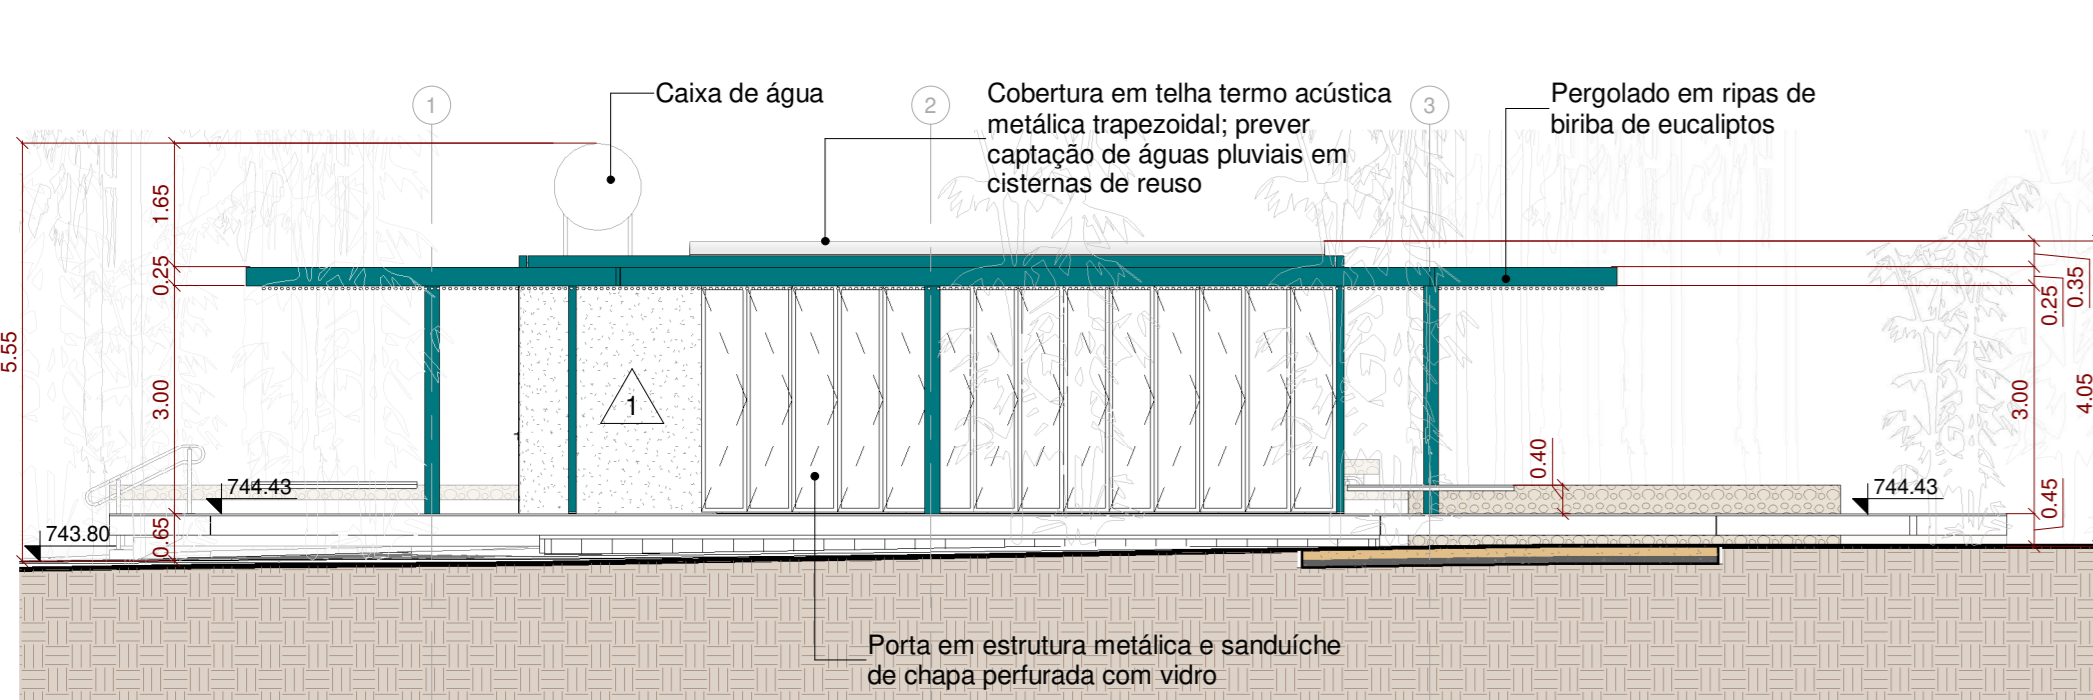 1
Caixa de água
2
Cobertura em telha termo acústica
metálica trapezoidal; prever
captação de águas pluviais em
cisternas de reuso
3
Pergolado em ripas de
biriba de eucaliptos
1.65
0.25
5.55
3.00
0.65
744.43
743.80
1
0.40
744.43
0.35
0.25
3.00
4.05
0.45
Porta em estrutura metálica e sanduíche
de chapa perfurada com vidro